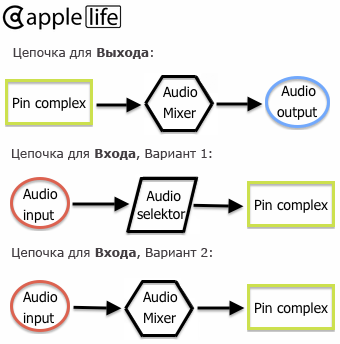 apple life
Цепочка для Выхода:
Pin complex
Audio
Mixer
Audio
output
Цепочка для Входа, Вариант 1:
Audio
input
Audio
selektor
Pin complex
Цепочка для Входа, Вариант 2:
Audio
input
Audio
Mixer
Pin complex